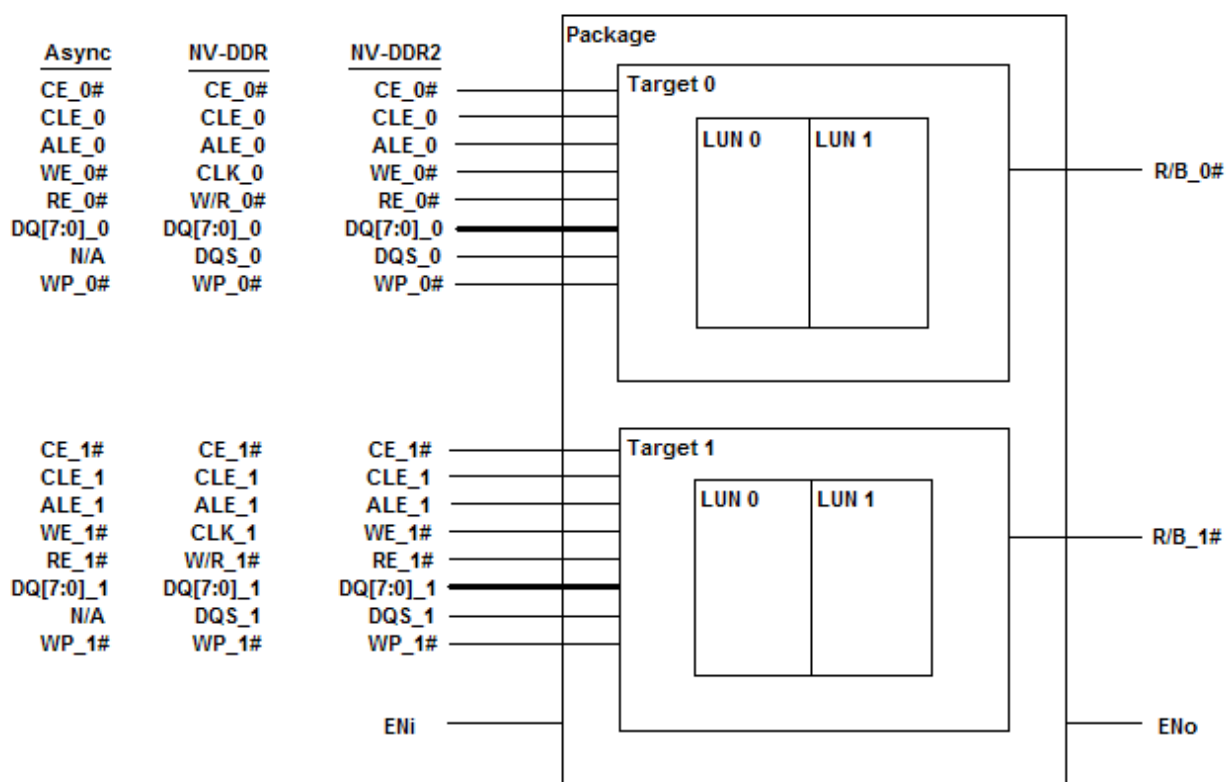 Package
Async NV-DDR NV-DDR2
Target 0
CE_0# CE_0# CE_0#
CLE_0 CLE_0 CLE_0
ALE_0 ALE_0 ALE_0
LUN 0 LUN 1
WE_0# CLK_0 WE_0#
R/B_0#
RE_0# W/R_0# RE_0#
DQ[7:0]_0 DQ[7:0]_0 DQ[7:0]_0
N/A DQS_0 DQS_0
WP_0# WP_0# WP_0#
Target 1
CE_1# CE_1# CE_1#
CLE_1 CLE_1 CLE_1
ALE_1 ALE_1 ALE_1
LUN 0 LUN 1
WE_1# CLK_1 WE_1#
R/B_1#
RE_1# W/R_1# RE_1#
DQ[7:0]_1 DQ[7:0]_1 DQ[7:0]_1
N/A DQS_1 DQS_1
WP_1# WP_1# WP_1#
ENi ENo